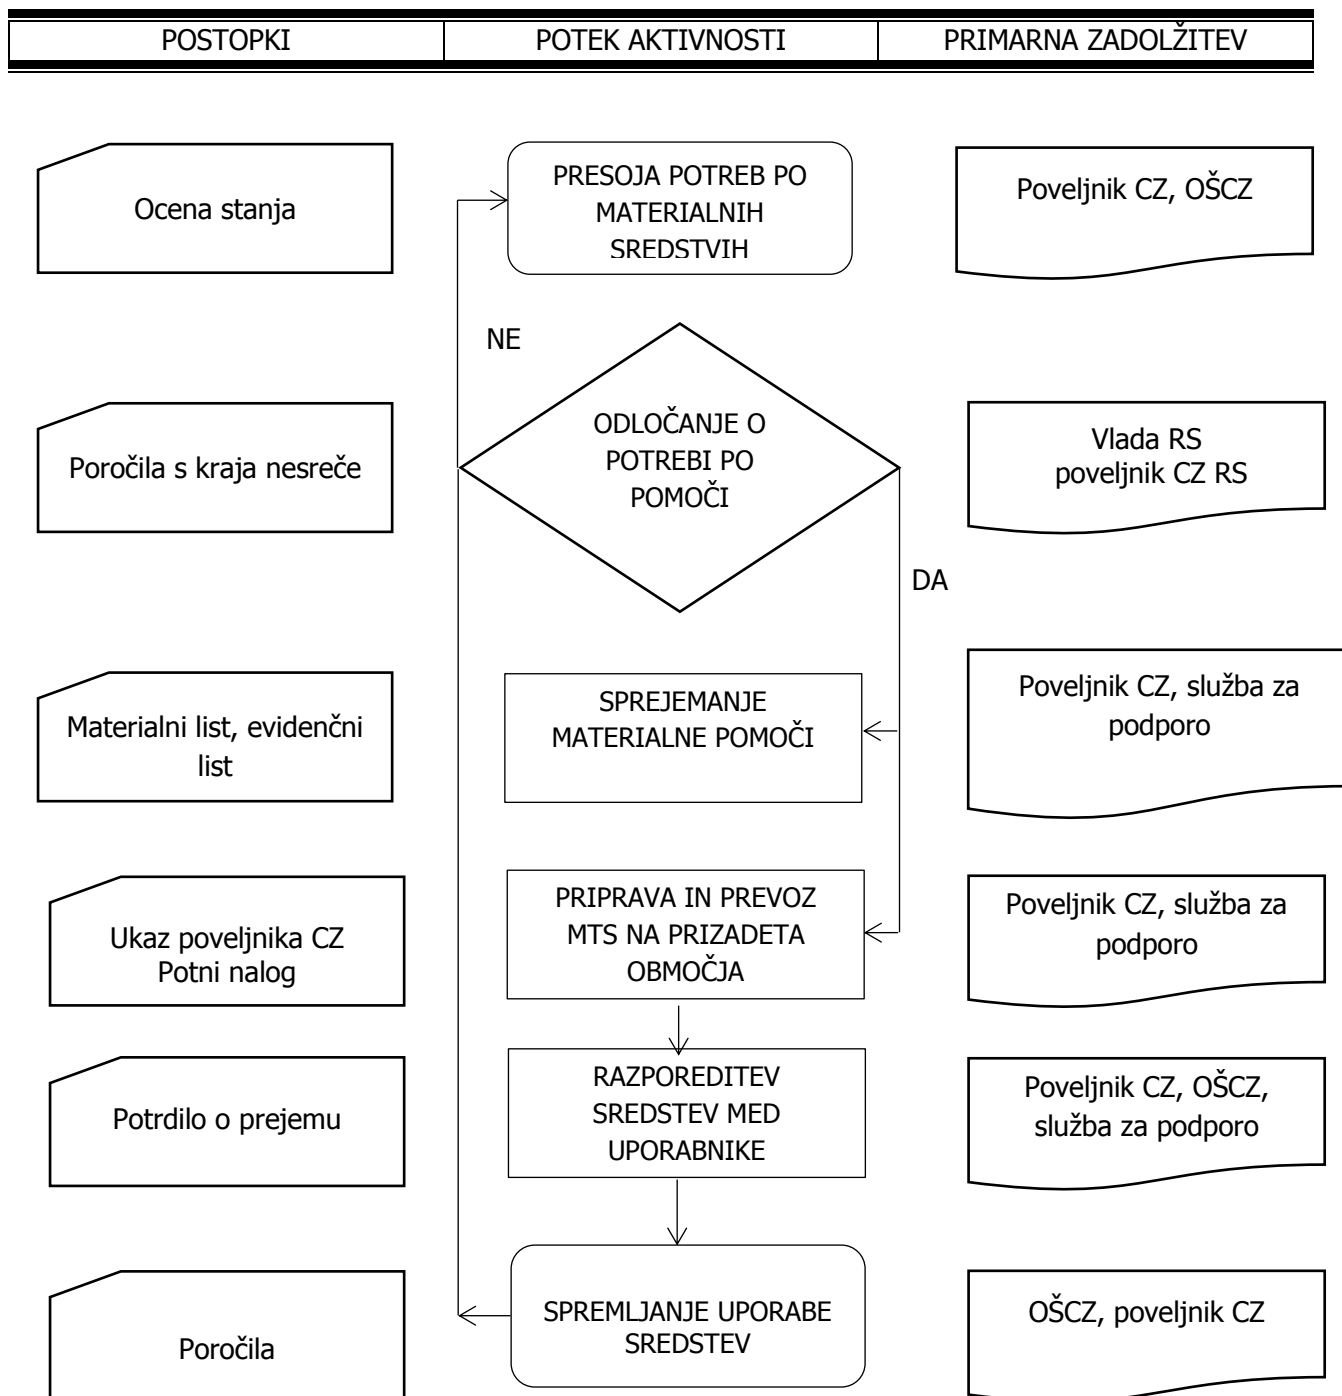 POSTOPKI
POTEK AKTIVNOSTI
PRIMARNA ZADOLŽITEV
Ocena stanja
PRESOJA POTREB PO
MATERIALNIH
SREDSTVIH
Poveljnik CZ, OŠCZ
NE
Poročila s kraja nesreče
ODLOČANJE O
POTREBI PO
POMOČI
Vlada RS
poveljnik CZ RS
DA
Materialni list, evidenčni
list
SPREJEMANJE
MATERIALNE POMOČI
Poveljnik CZ, služba za
podporo
Ukaz poveljnika CZ
Potni nalog
PRIPRAVA IN PREVOZ
MTS NA PRIZADETA
OBMOČJA
Poveljnik CZ, služba za
podporo
Potrdilo o prejemu
RAZPOREDITEV
SREDSTEV MED
UPORABNIKE
Poveljnik CZ, OŠCZ,
služba za podporo
Poročila
SPREMLJANJE UPORABE
SREDSTEV
OŠCZ, poveljnik CZ